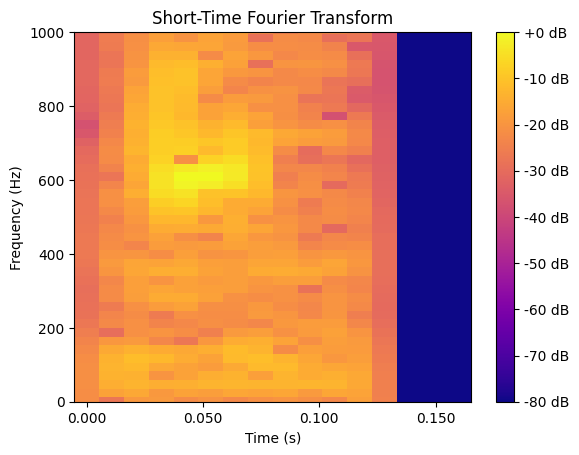 Short-Time Fourier Transform
1000
800
600
400
200
0
Frequency (Hz)
0.000
0.050
0.100
0.150
Time (s)
+0 dB
-10 dB
-20 dB
-30 dB
-40 dB
-50 dB
-60 dB
-70 dB
-80 dB